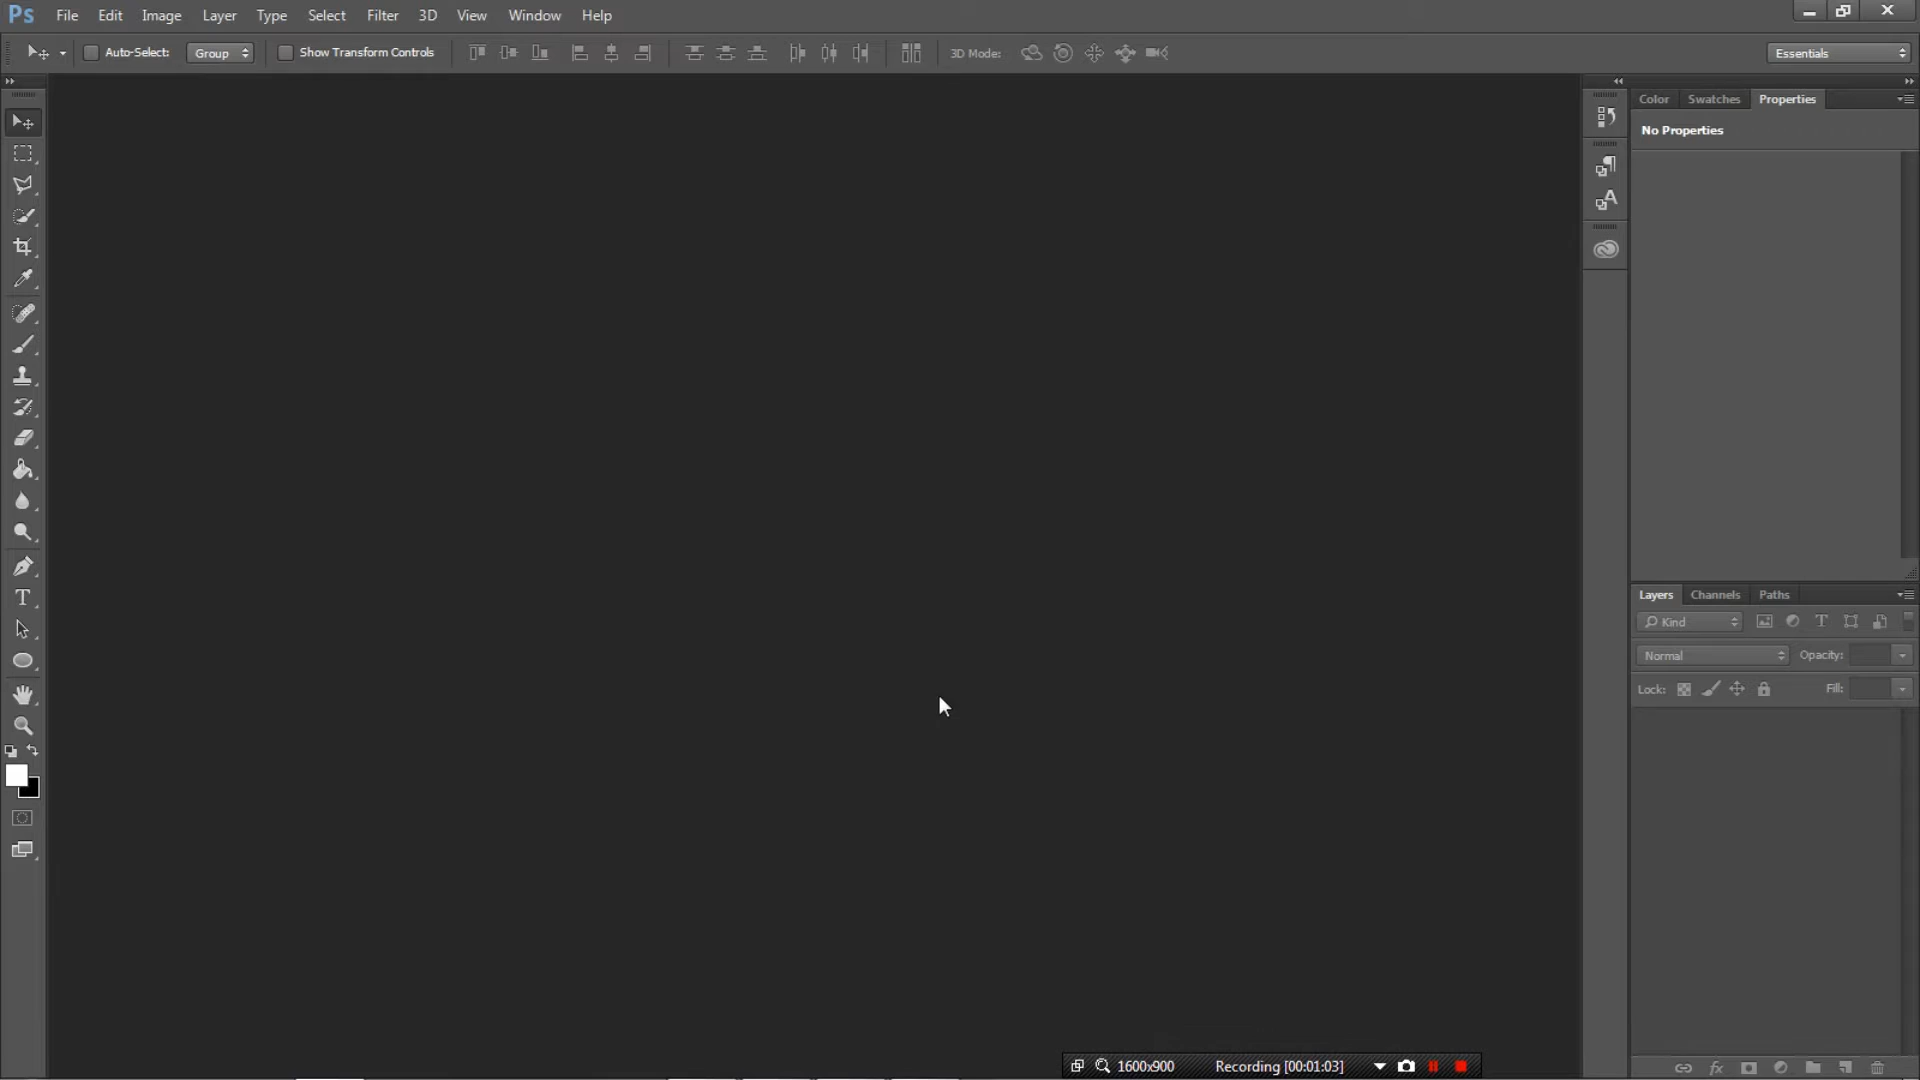 Ps File Edit Image Layer Type Select Filter 3D View Window Help
Auto-Select: Group Show Transform Controls 3D Mode: Essentials
Color Swatches Properties
No Properties
Layers Channels Paths
Kind
Normal Opacity:
Lock: Fill:
1600x900 Recording [00:01:03]